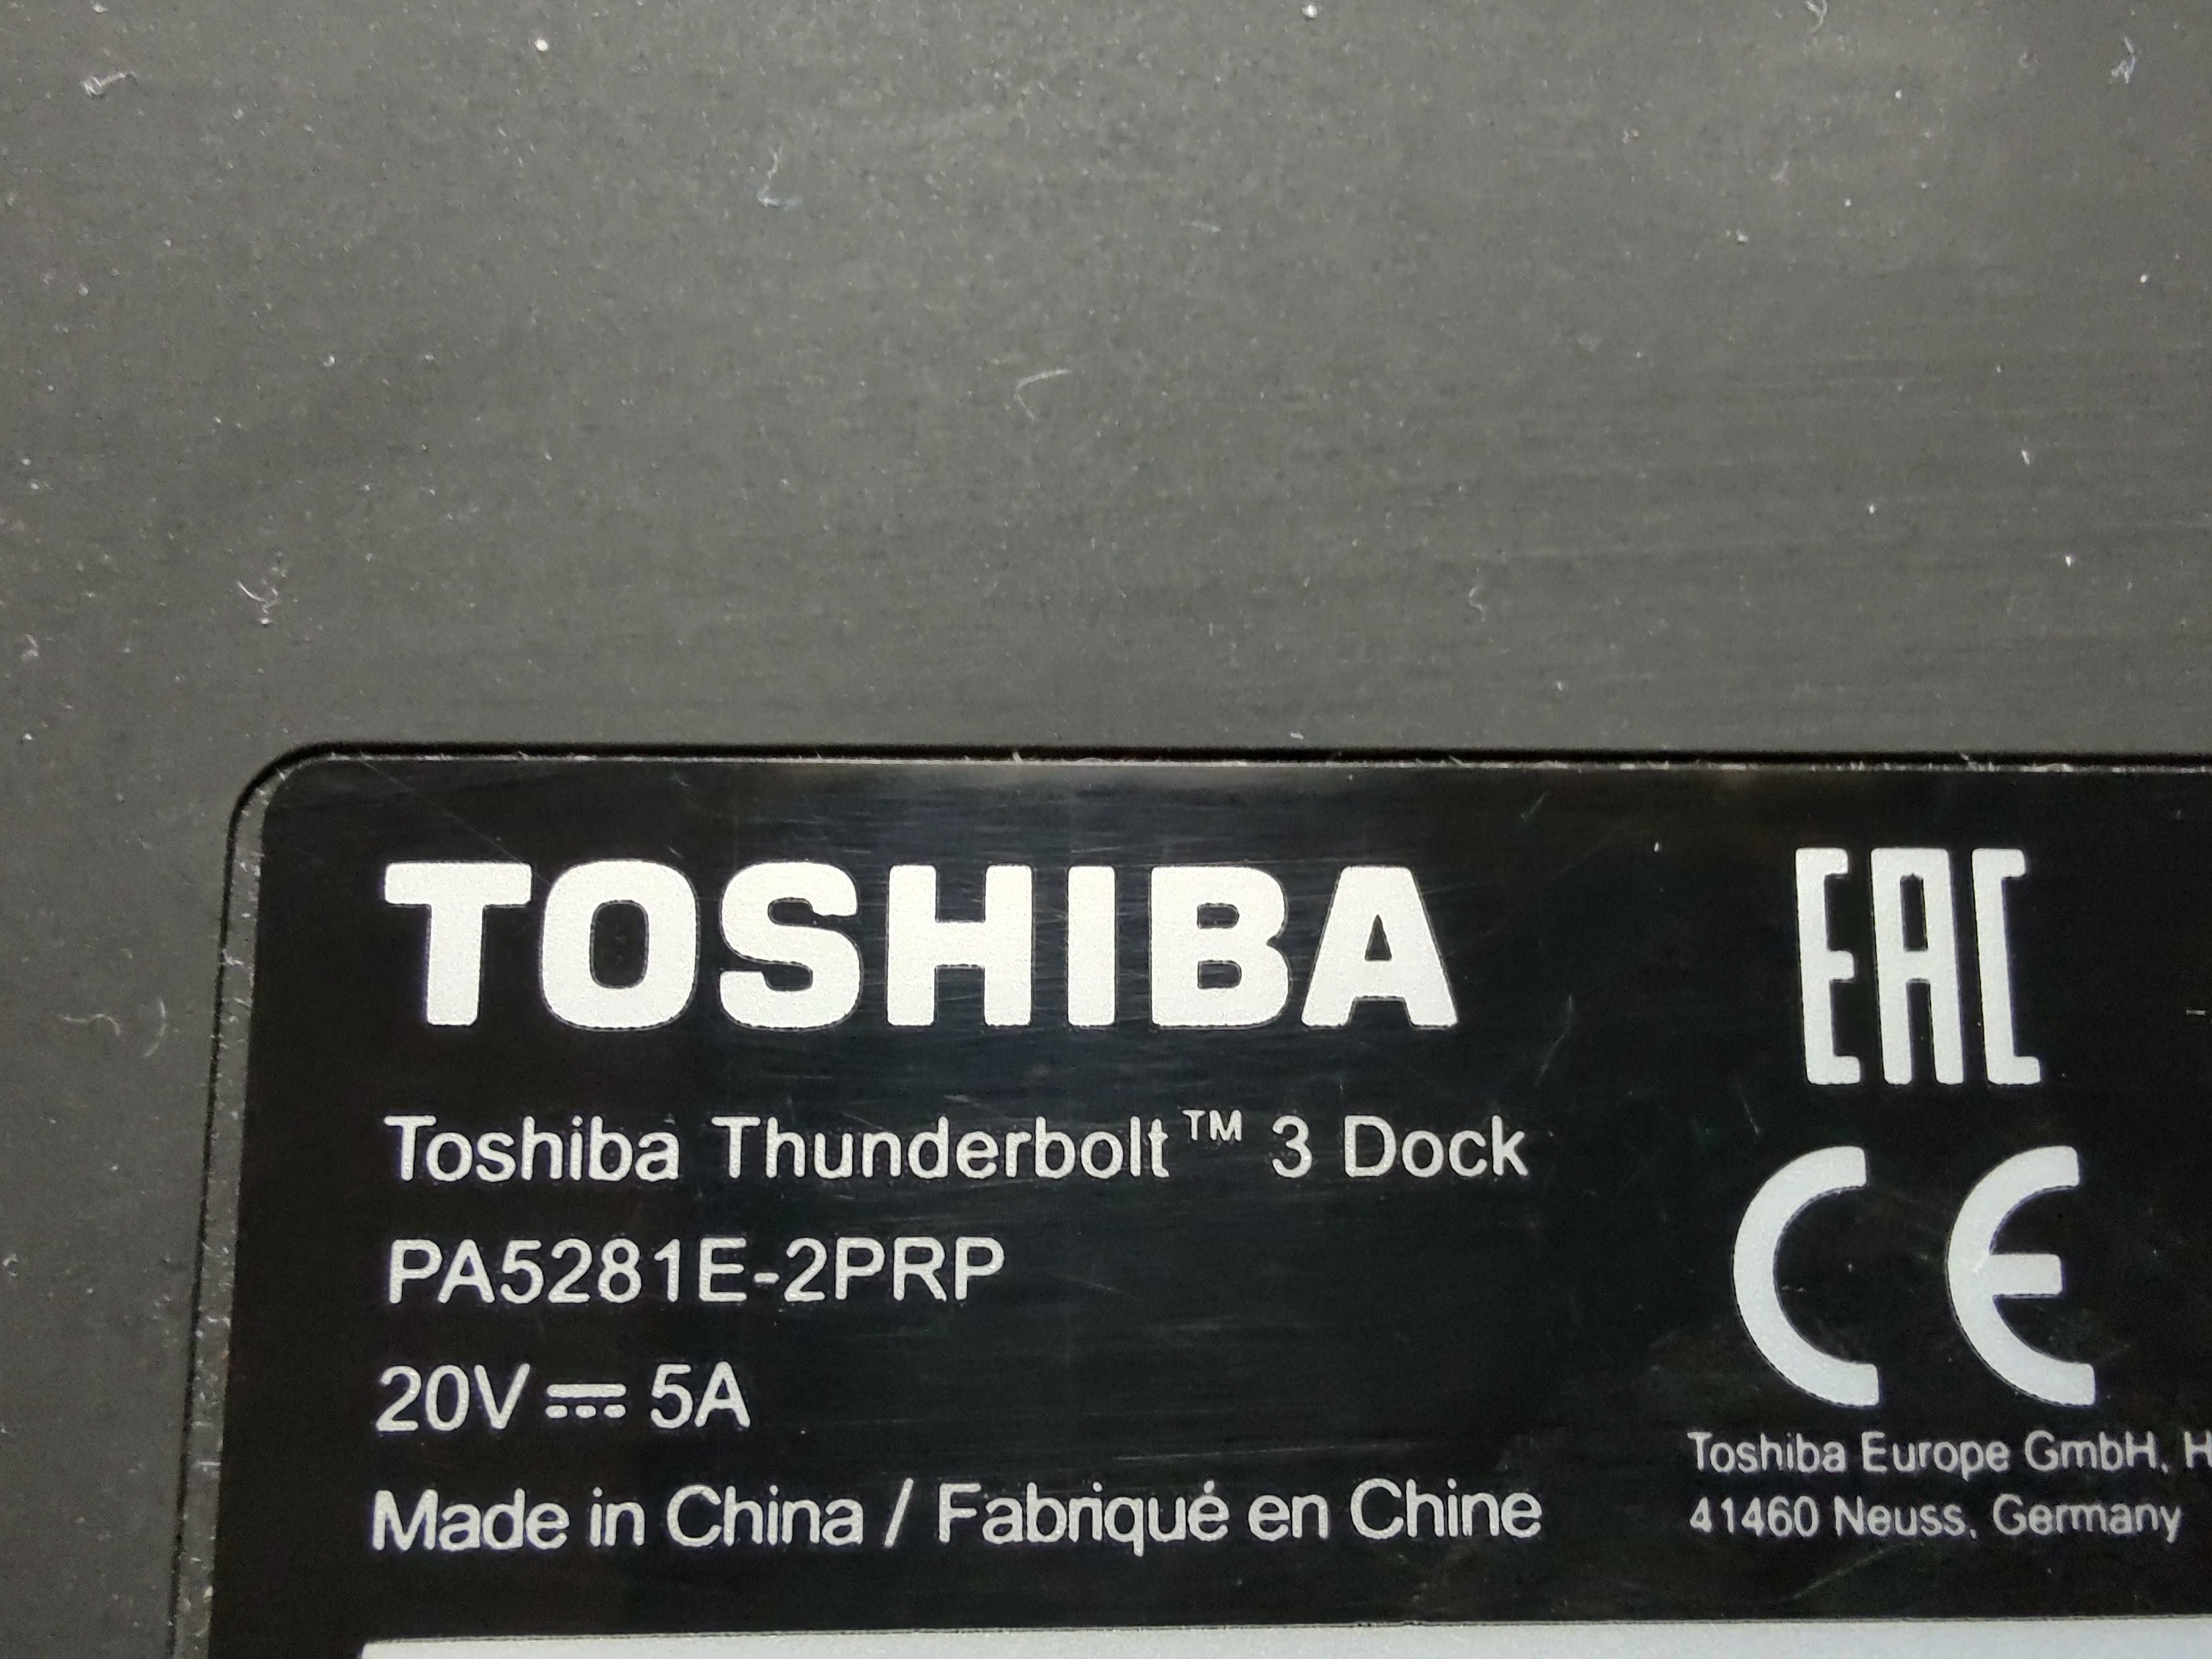 TOSHIBA
Toshiba Thunderbolt™ 3 Dock
PA5281E-2PRP
20V ⎓ 5A
Made in China / Fabriqué en Chine
EAC
CE
Toshiba Europe GmbH,
41460 Neuss, Germany